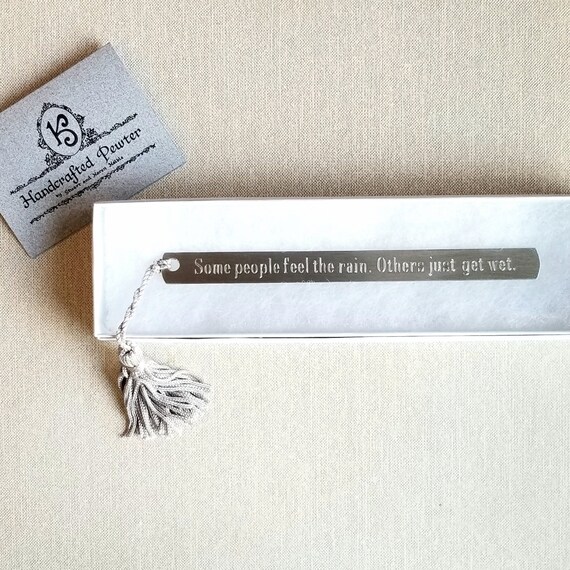 K
Handcrafted Pewter
Some people feel the rain. Others just get wet.